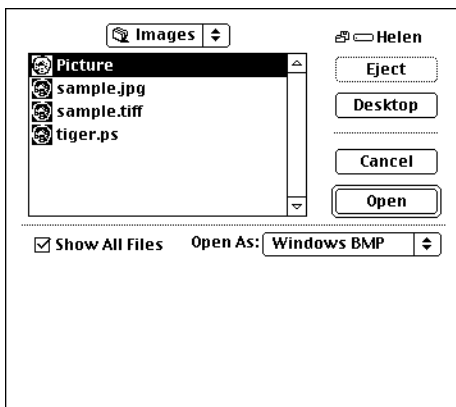 Images
Helen
Picture
sample.jpg
sample.tiff
tiger.ps
Eject
Desktop
Cancel
Open
Show All Files
Open As: Windows BMP